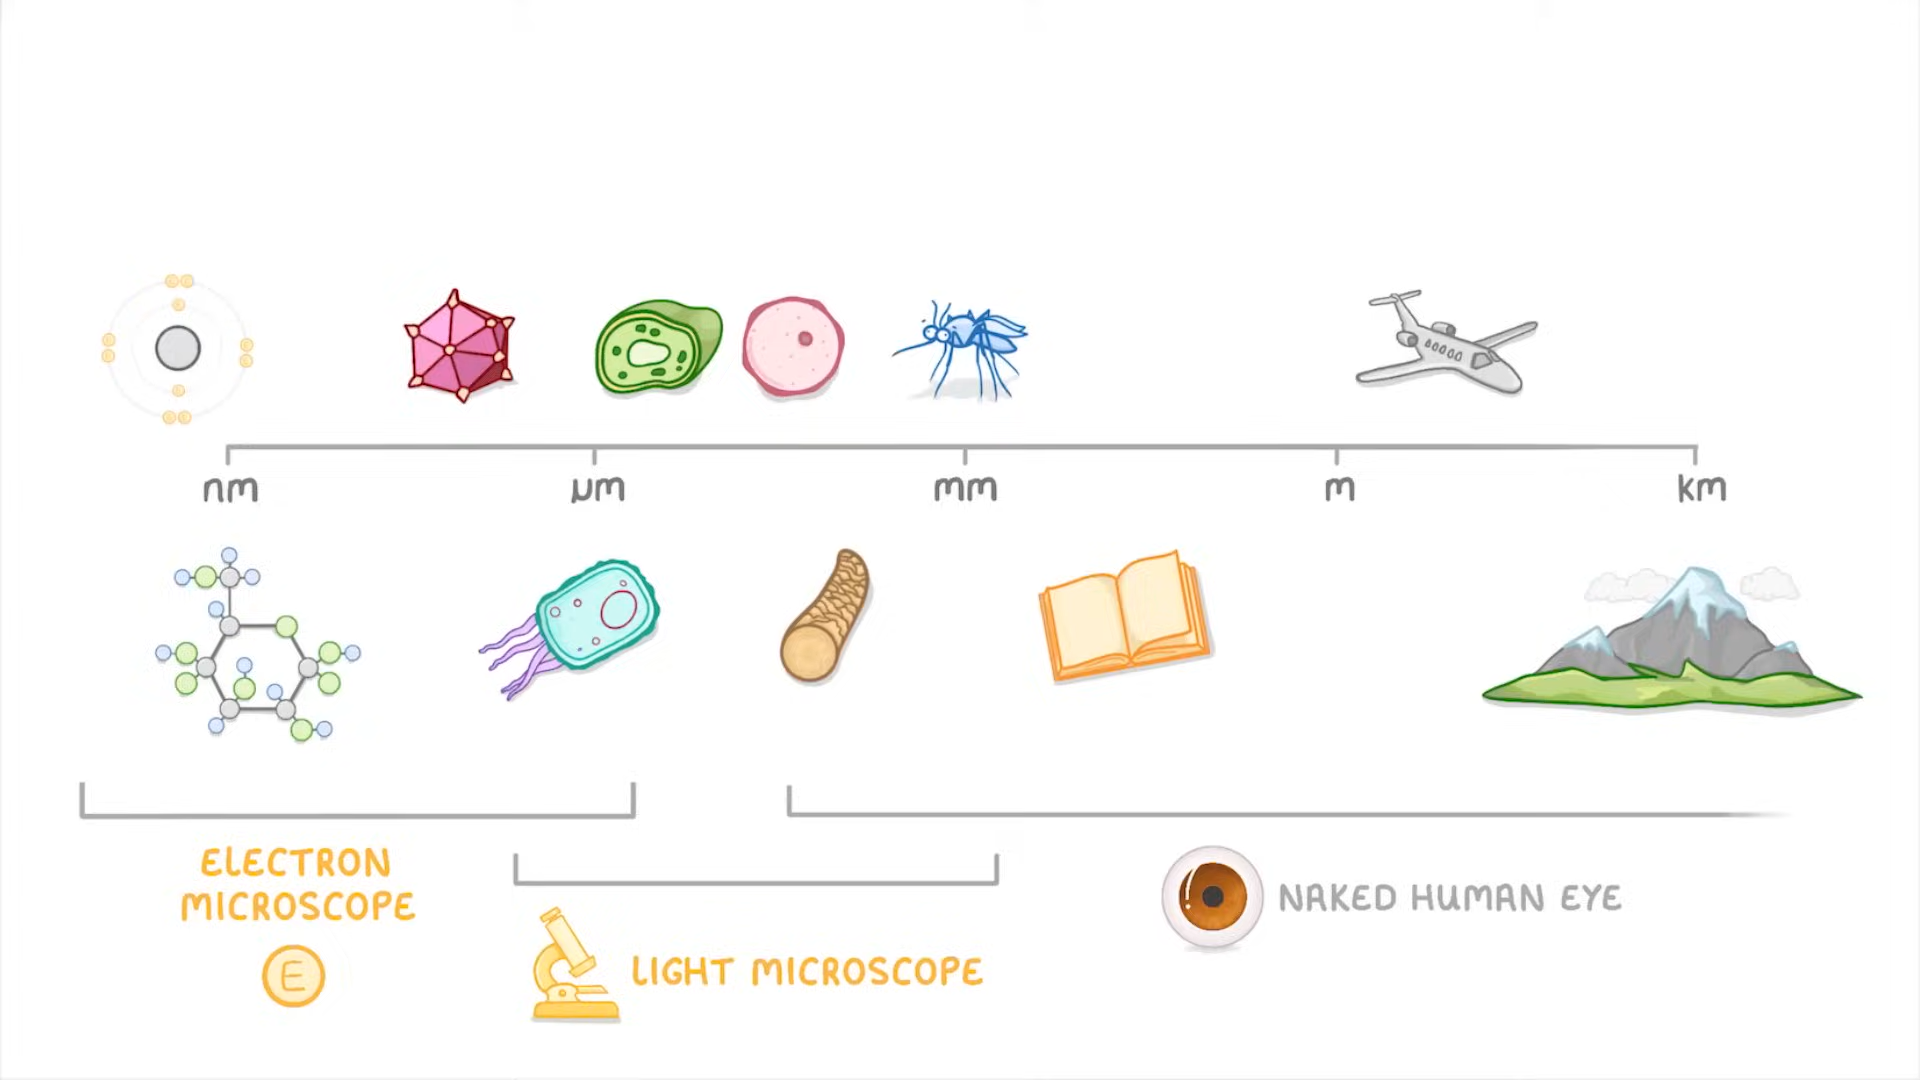 nm μm mm m km
ELECTRON
MICROSCOPE
E
LIGHT MICROSCOPE
NAKED HUMAN EYE